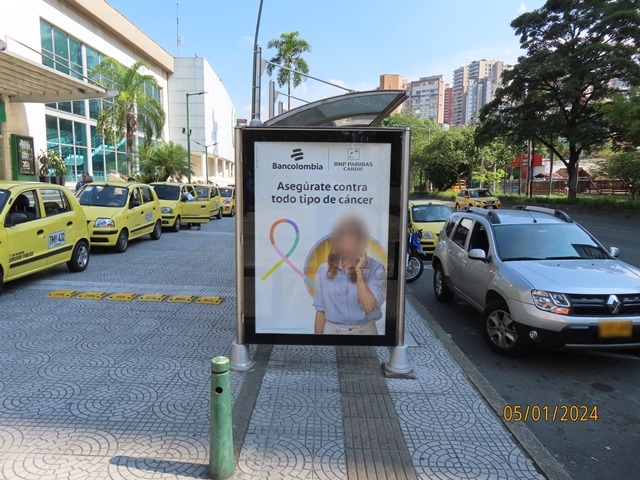 Bancolombia
BNP PARIBAS
CARDIF
Asegúrate contra
todo tipo de cáncer
05/01/2024